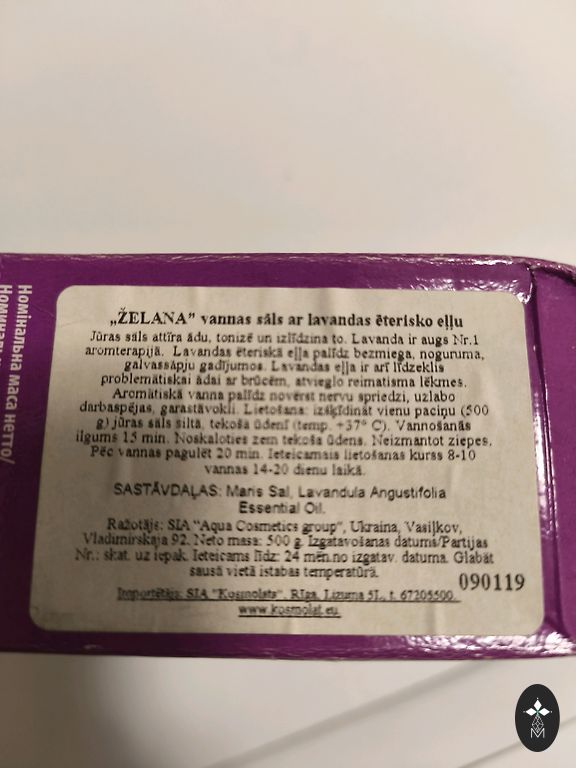 „ŽELANA” vannas sāls ar lavandas ēterisko eļļu
Jūras sāls attīra ādu, tonizē un izlīdzina to. Lavanda ir augs Nr.1
aromterapijā. Lavandas ēteriskā eļļa palīdz bezmiega, noguruma,
galvassāpju gadījumos. Lavandas eļļa ir arī līdzeklis
problemātiskai ādai ar brūcēm, atvieglo reimatisma lēkmes.
Aromātiskā vanna palīdz novērst nervu spriedzi, uzlabo
darbaspējas, garastāvokli. Lietošana: izšķīdināt vienu paciņu (500
g) jūras sāls siltā, tekošā ūdenī (temp. +37° C). Vannošanās
ilgums 15 min. Noskaloties zem tekoša ūdens. Neizmantot ziepes.
Pēc vannas pagulēt 20 min. Ieteicamais lietošanas kurss 8-10
vannas 14-20 dienu laikā.
SASTĀVDAĻAS: Maris Sal, Lavandula Angustifolia
Essential Oil.
Ražotājs: SIA “Aqua Cosmetics group”, Ukraina, Vasiļkov,
Vladimirskaja 92. Neto masa: 500 g. Izgatavošanas datums/Partijas
Nr.: skat. uz iepak. Ieteicams līdz: 24 mēn.no izgatav. datuma. Glabāt
sausā vietā istabas temperatūrā.
090119
Importētājs: SIA “Kosmolats”, Rīga, Lizuma 5L, t. 67205500.
www.kosmolat.eu
Номінальна маса нетто/
M